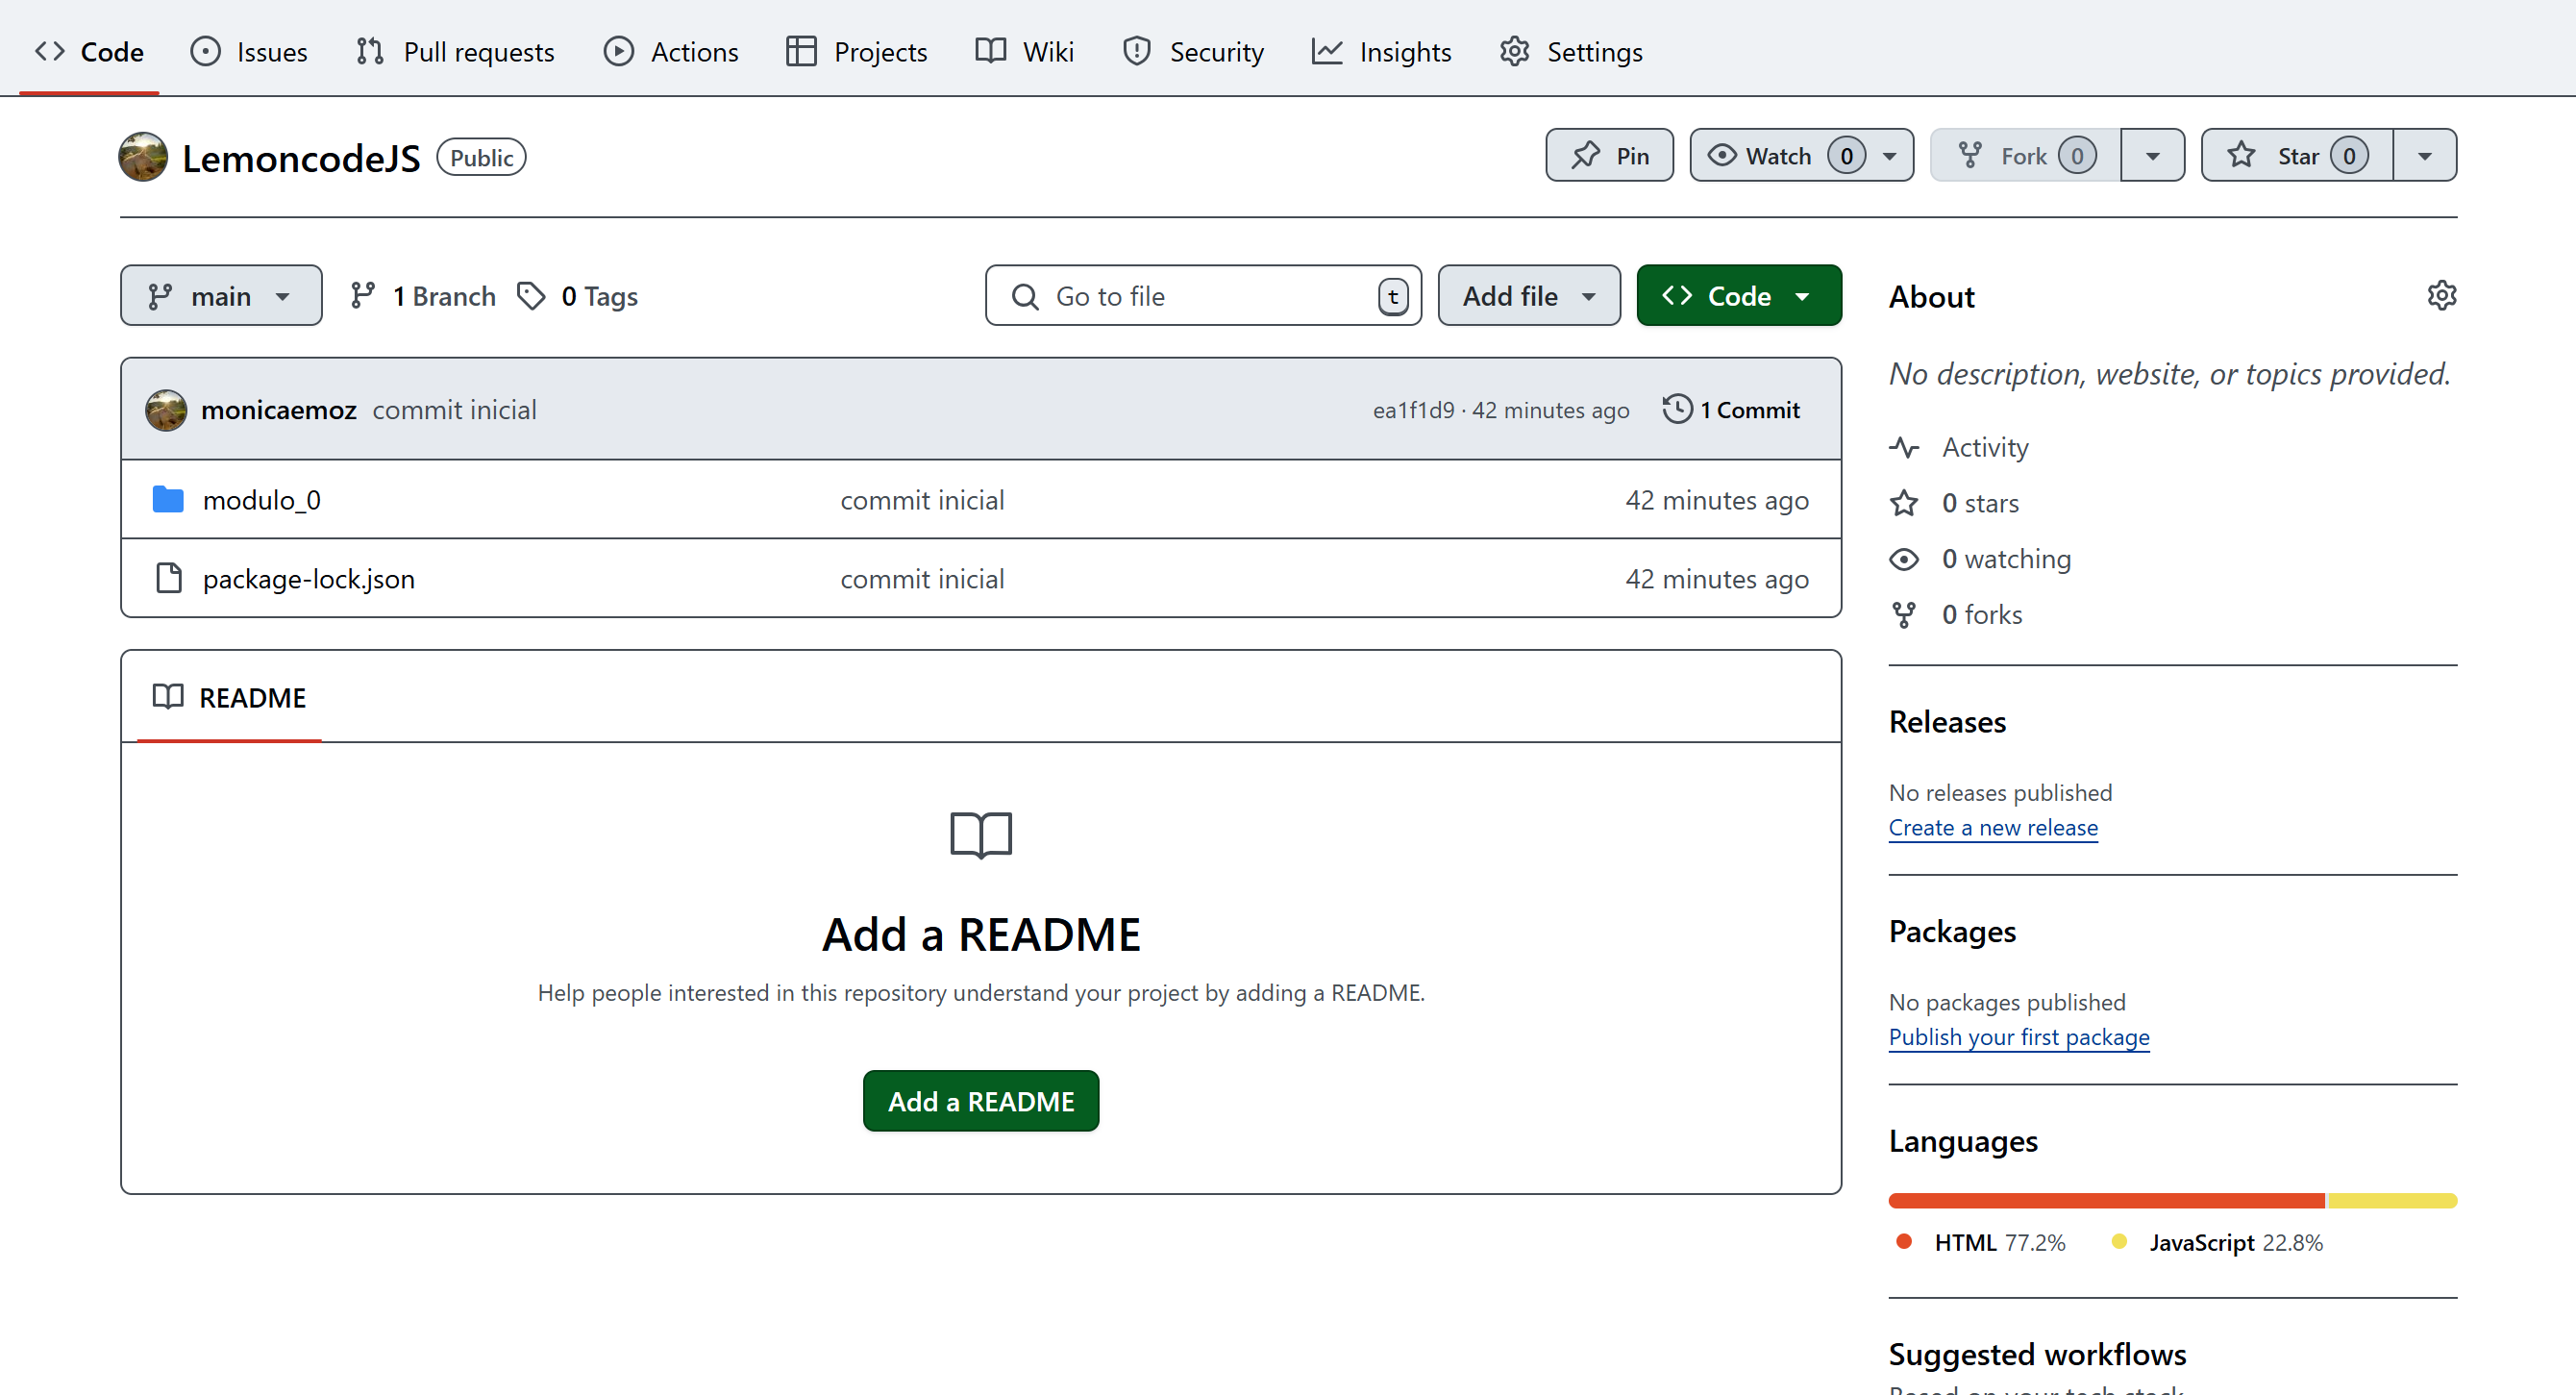 Code Issues Pull requests Actions Projects Wiki Security Insights Settings
LemoncodeJS Public Pin Watch 0 Fork 0 Star 0
main 1 Branch 0 Tags Go to file t Add file Code
monicaemoz commit inicial ea1f1d9 · 42 minutes ago 1 Commit
modulo_0 commit inicial 42 minutes ago
package-lock.json commit inicial 42 minutes ago
README
Add a README
Help people interested in this repository understand your project by adding a README.
Add a README
About
No description, website, or topics provided.
Activity
0 stars
0 watching
0 forks
Releases
No releases published
Create a new release
Packages
No packages published
Publish your first package
Languages
HTML 77.2% JavaScript 22.8%
Suggested workflows
Based on your tech stack